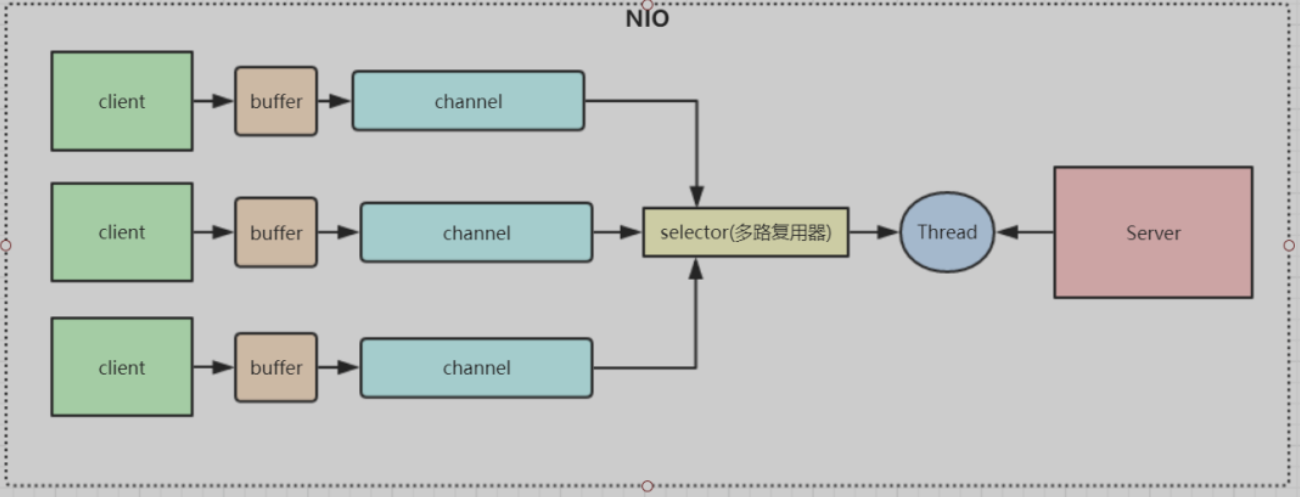 NIO
client
buffer
channel
client
buffer
channel
selector(多路复用器)
Thread
Server
client
buffer
channel